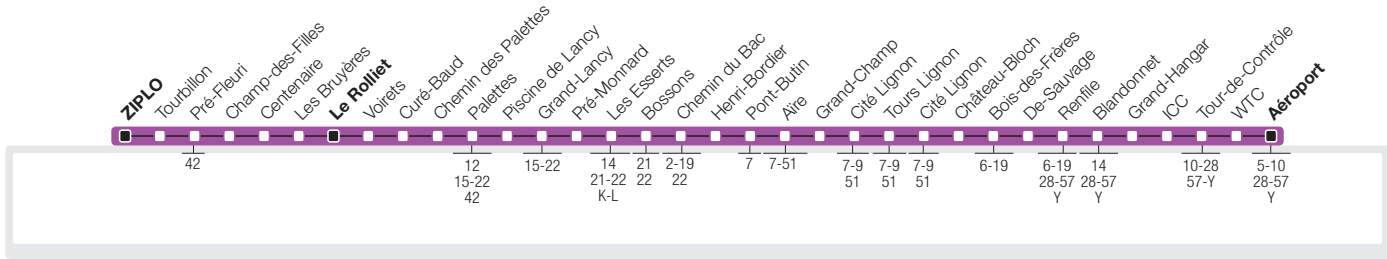 ZIPLO
Tourbillon
Pré-Fleuri
Champ-des-Filles
Centenaire
Les Bruyères
Le Rolliet
Voirets
Curé-Baud
Chemin des Palettes
Palettes
Piscine de Lancy
Grand-Lancy
Pré-Monnard
Les Esserts
Bossons
Chemin du Bac
Henri-Bordier
Pont-Butin
Aïre
Grand-Champ
Cité Lignon
Tours Lignon
Cité Lignon
Château-Bloch
Bois-des-Frères
De-Sauvage
Renfile
Blandonnet
Grand-Hangar
ICC
Tour-de-Contrôle
WTC
Aéroport
42
12
15-22
42
15-22
14
21-22
K-L
21
22
2-19
22
7
7-51
7-9
51
7-9
51
7-9
51
6-19
6-19
28-57
Y
14
28-57
Y
10-28
57-Y
5-10
28-57
Y